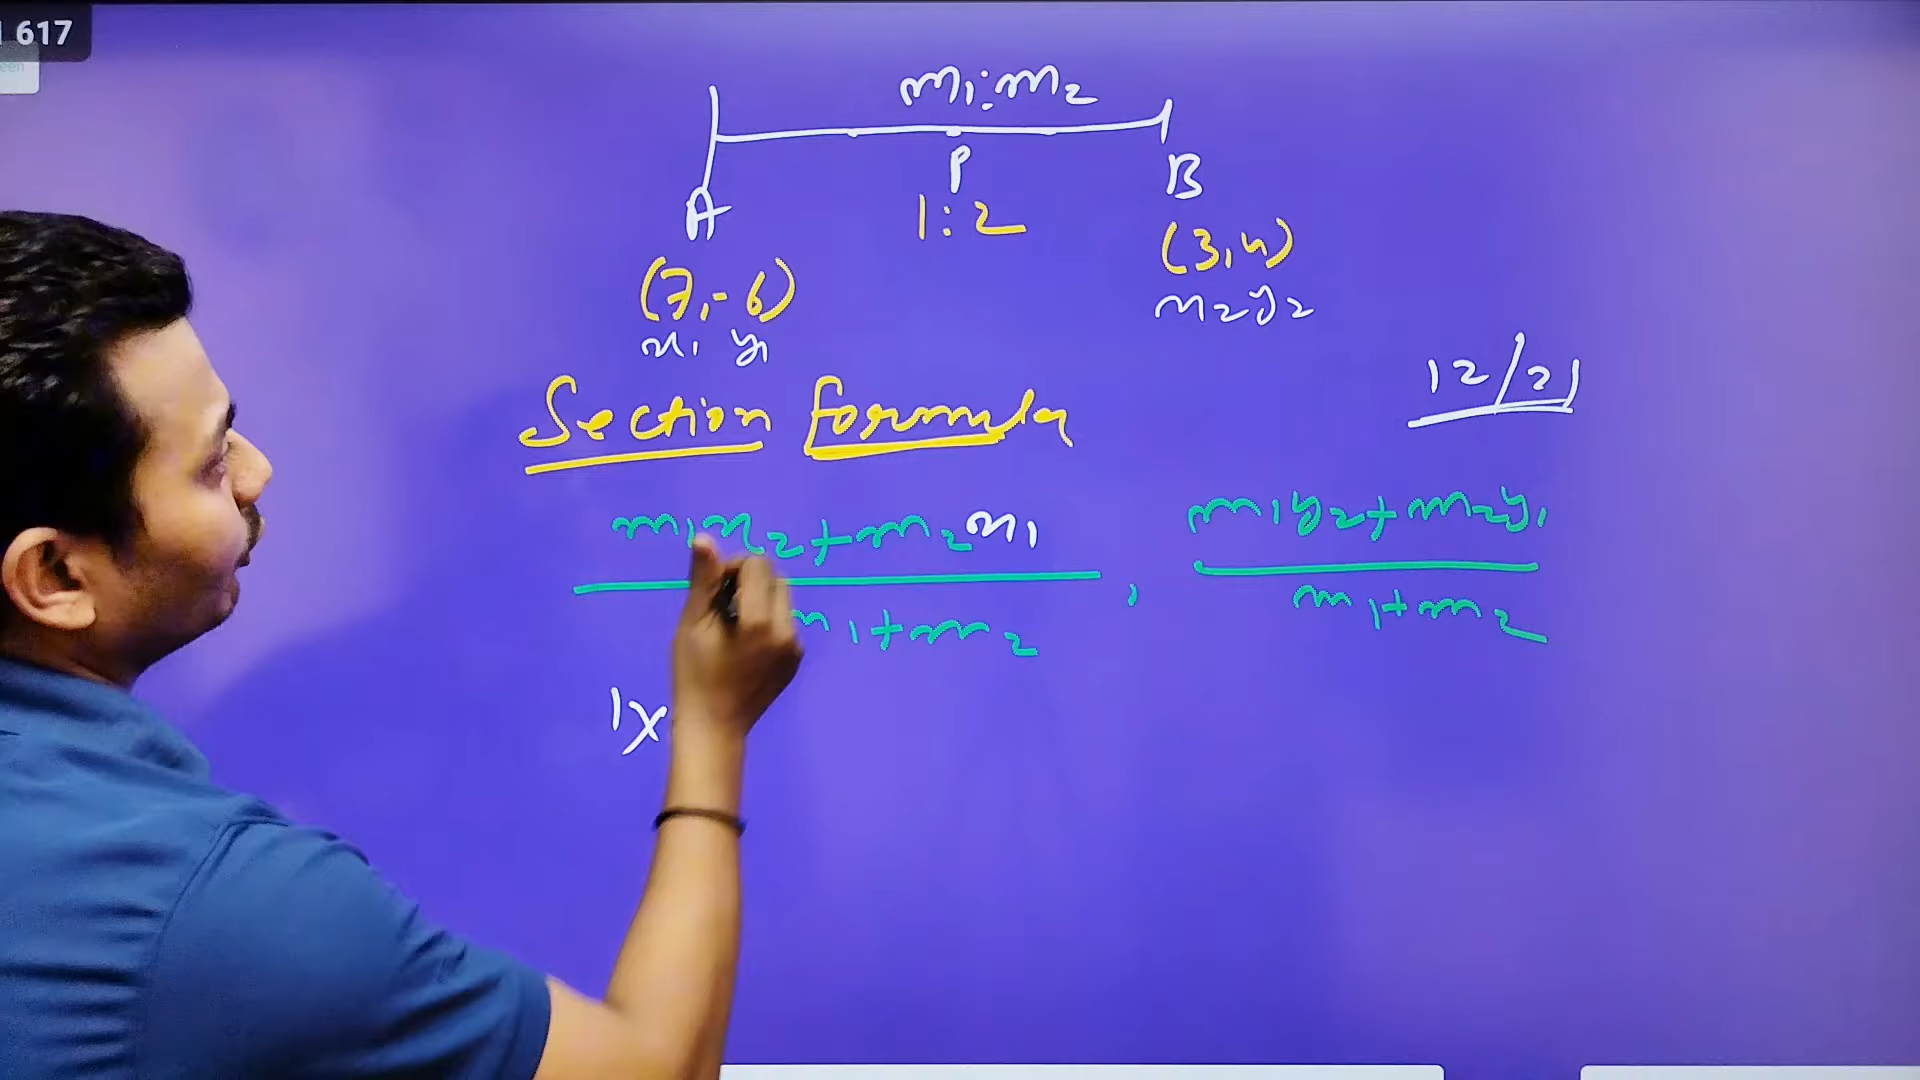 617
een
m₁:m₂
A P B
1:2
(7,-6) (3,4)
x₁ y₁ x₂ y₂
12/21
Section formula
m₁x₂+m₂x₁ / m₁+m₂ , m₁y₂+m₂y₁ / m₁+m₂
1x